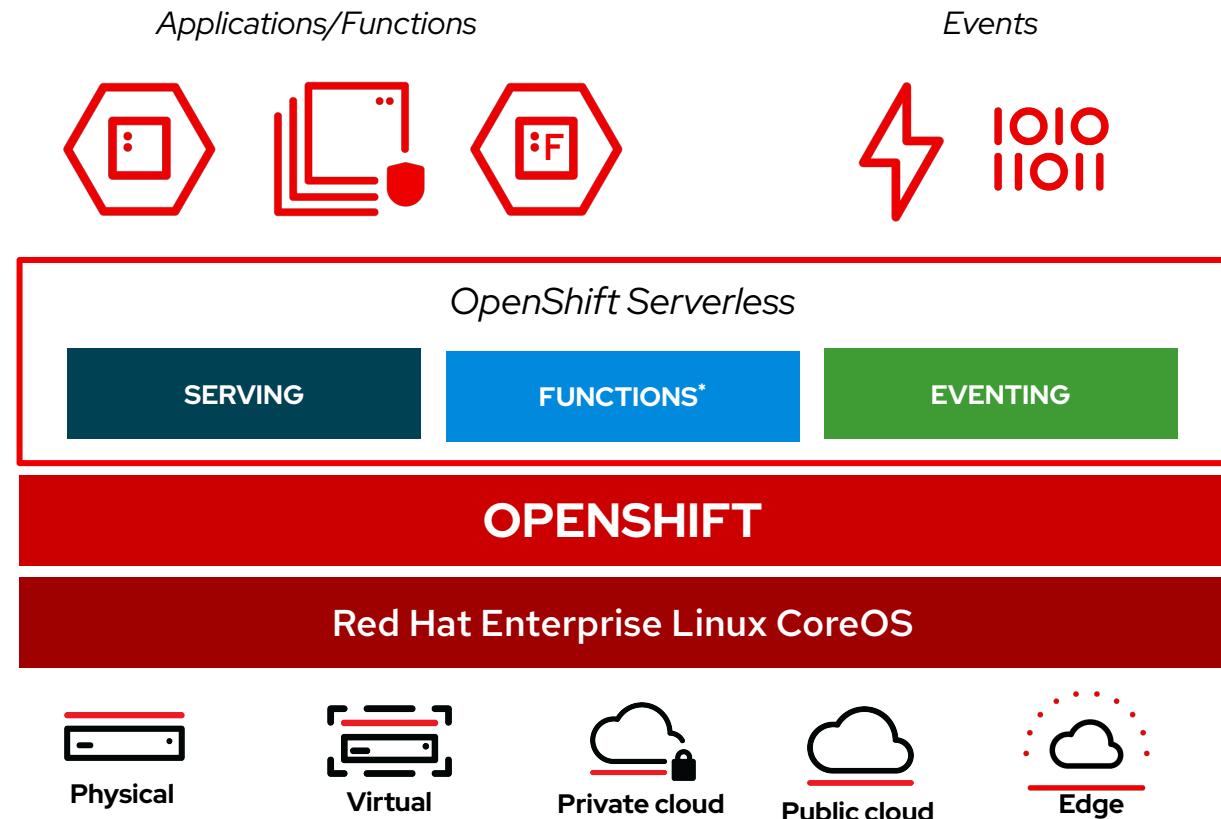 Applications/Functions
Events
:F
1010
11011
OpenShift Serverless
SERVING
FUNCTIONS*
EVENTING
OPENSHIFT
Red Hat Enterprise Linux CoreOS
Physical
Virtual
Private cloud
Public cloud
Edge